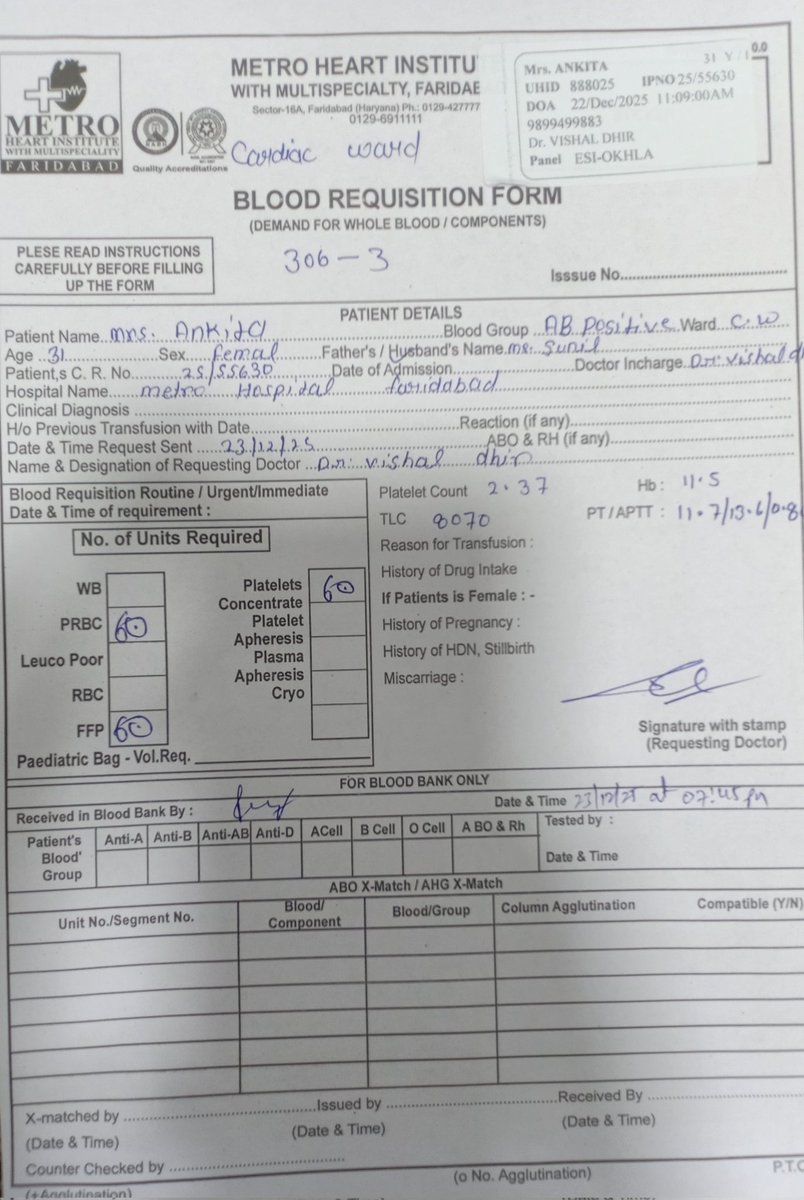 METRO HEART INSTITU
WITH MULTISPECIALTY, FARIDAE
Sector-16A, Faridabad (Haryana) Ph.: 0129-427777
0129-6911111
METRO
HEART INSTITUTE
WITH MULTISPECIALITY
FARIDABAD
Quality Accreditations
Mrs. ANKITA 31 Y /
UHID 888025 IPNO 25/55630
DOA 22/Dec/2025 11:09:00AM
9899499883
Dr. VISHAL DHIR
Panel ESI-OKHLA
0.0
Cardiac ward
BLOOD REQUISITION FORM
(DEMAND FOR WHOLE BLOOD / COMPONENTS)
PLESE READ INSTRUCTIONS
CAREFULLY BEFORE FILLING
UP THE FORM
306-3
Isssue No.
PATIENT DETAILS
Patient Name Mrs. Ankita Blood Group AB Positive Ward C.W
Age 31 Sex femal Father's / Husband's Name Mr. Sunil
Patient,s C. R. No. 25/55630 Date of Admission Doctor Incharge Dr. Vishal d
Hospital Name metro Hospital faridabad
Clinical Diagnosis
H/o Previous Transfusion with Date Reaction (if any)
Date & Time Request Sent 23/12/25 ABO & RH (if any)
Name & Designation of Requesting Doctor Dr. vishal dhir
Blood Requisition Routine / Urgent/Immediate
Date & Time of requirement :
No. of Units Required
WB
PRBC
Leuco Poor
RBC
FFP
Platelets
Concentrate
Platelet
Apheresis
Plasma
Apheresis
Cryo
Paediatric Bag - Vol.Req.
Platelet Count 2.37 Hb : 11.5
TLC 8070 PT / APTT : 11.7/13.6/0.8
Reason for Transfusion :
History of Drug Intake
If Patients is Female : -
History of Pregnancy :
History of HDN, Stillbirth
Miscarriage :
Signature with stamp
(Requesting Doctor)
FOR BLOOD BANK ONLY
Received in Blood Bank By : Date & Time 23/12/25 at 07:45 pm
Patient's Blood' Group Anti-A Anti-B Anti-AB Anti-D ACell B Cell O Cell A BO & Rh Tested by :
Date & Time
ABO X-Match / AHG X-Match
Unit No./Segment No. Blood/ Component Blood/Group Column Agglutination Compatible (Y/N)
X-matched by Issued by Received By
(Date & Time) (Date & Time) (Date & Time)
Counter Checked by P.T.O
(+Agglutination) (o No. Agglutination)